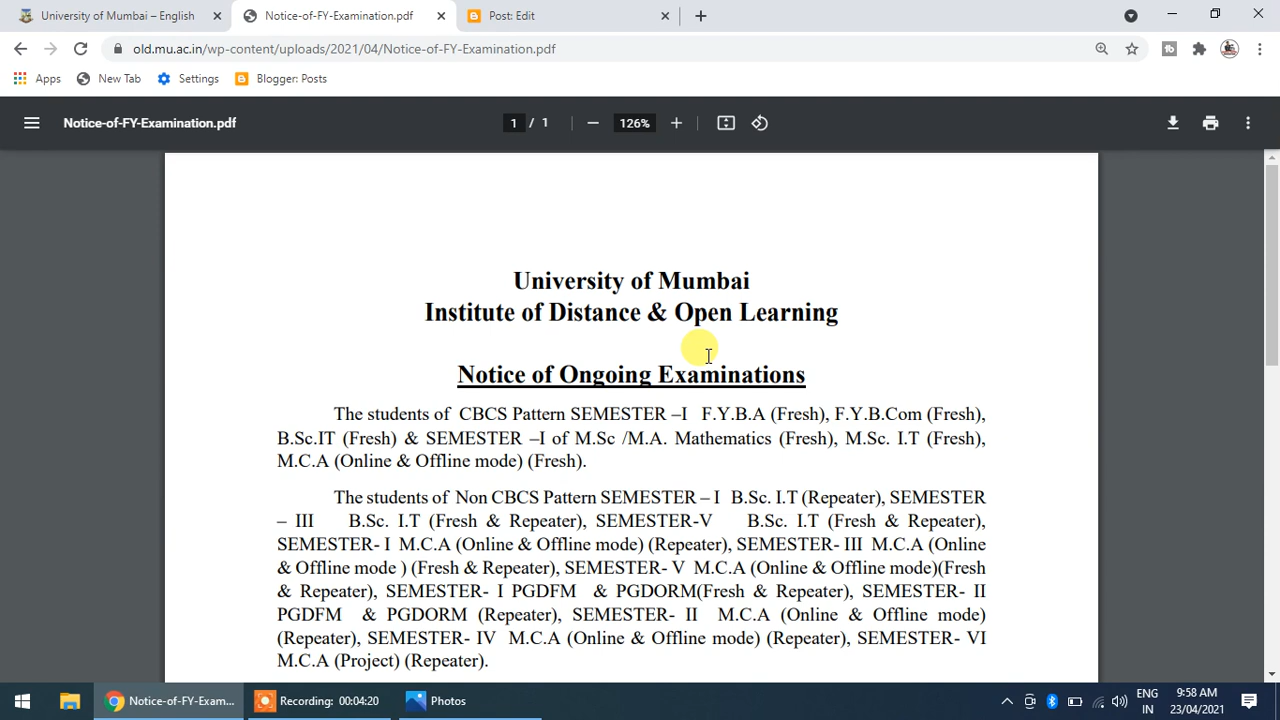 University of Mumbai – English
Notice-of-FY-Examination.pdf
Post: Edit
old.mu.ac.in/wp-content/uploads/2021/04/Notice-of-FY-Examination.pdf
Apps
New Tab
Settings
Blogger: Posts
Notice-of-FY-Examination.pdf
1 / 1
126%
University of Mumbai
Institute of Distance & Open Learning
Notice of Ongoing Examinations
The students of CBCS Pattern SEMESTER –I F.Y.B.A (Fresh), F.Y.B.Com (Fresh),
B.Sc.IT (Fresh) & SEMESTER –I of M.Sc /M.A. Mathematics (Fresh), M.Sc. I.T (Fresh),
M.C.A (Online & Offline mode) (Fresh).
The students of Non CBCS Pattern SEMESTER – I B.Sc. I.T (Repeater), SEMESTER
– III B.Sc. I.T (Fresh & Repeater), SEMESTER-V B.Sc. I.T (Fresh & Repeater),
SEMESTER- I M.C.A (Online & Offline mode) (Repeater), SEMESTER- III M.C.A (Online
& Offline mode ) (Fresh & Repeater), SEMESTER- V M.C.A (Online & Offline mode)(Fresh
& Repeater), SEMESTER- I PGDFM & PGDORM(Fresh & Repeater), SEMESTER- II
PGDFM & PGDORM (Repeater), SEMESTER- II M.C.A (Online & Offline mode)
(Repeater), SEMESTER- IV M.C.A (Online & Offline mode) (Repeater), SEMESTER- VI
M.C.A (Project) (Repeater).
Notice-of-FY-Exam...
Recording: 00:04:20
Photos
ENG
IN
9:58 AM
23/04/2021